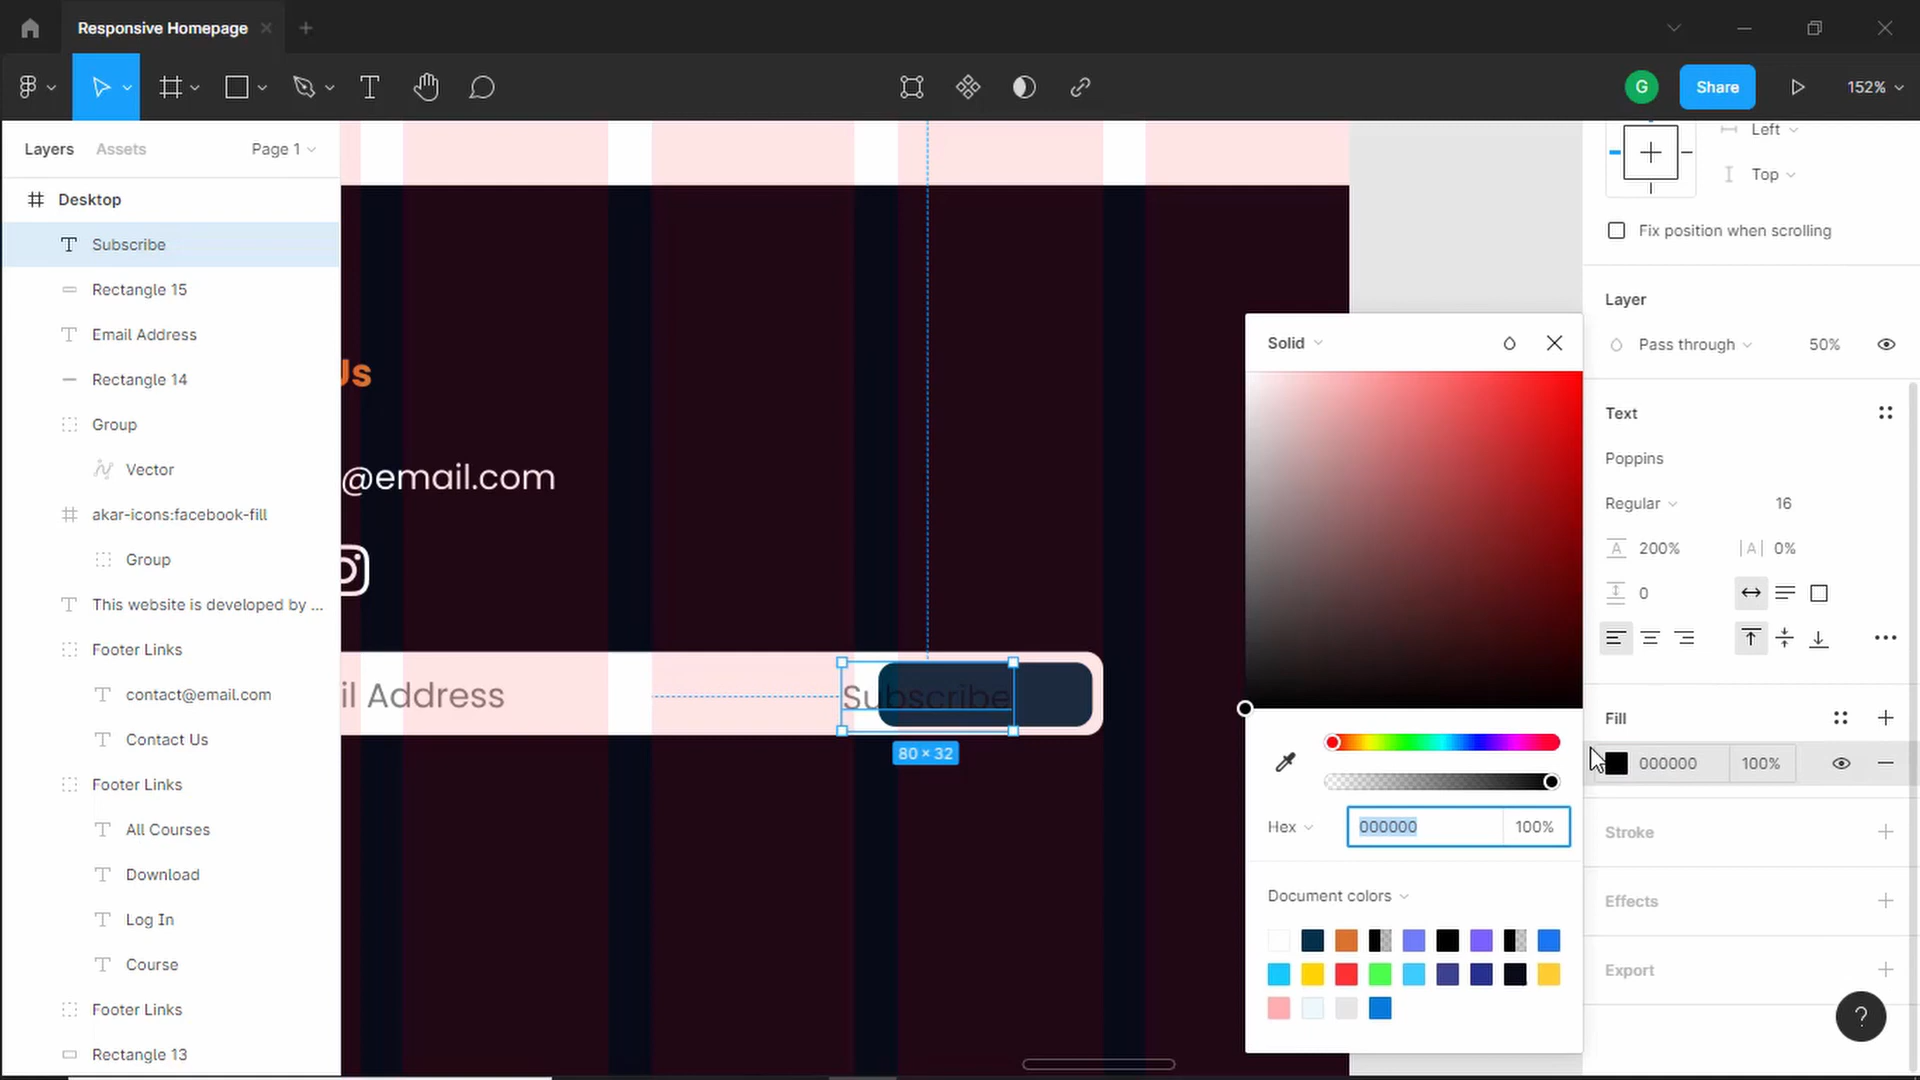 Responsive Homepage
G
Share
152%
Layers
Assets
Page 1
Left
Top
Desktop
Fix position when scrolling
Subscribe
Rectangle 15
Layer
Email Address
Solid
Pass through
50%
Rectangle 14
Us
Group
Text
Vector
@email.com
Poppins
akar-icons:facebook-fill
Regular
16
Group
200%
0%
This website is developed by ...
0
Footer Links
contact@email.com
il Address
Subscribe
Fill
Contact Us
80 × 32
000000
100%
Footer Links
All Courses
Hex
000000
100%
Stroke
Download
Document colors
Effects
Log In
Course
Export
Footer Links
?
Rectangle 13